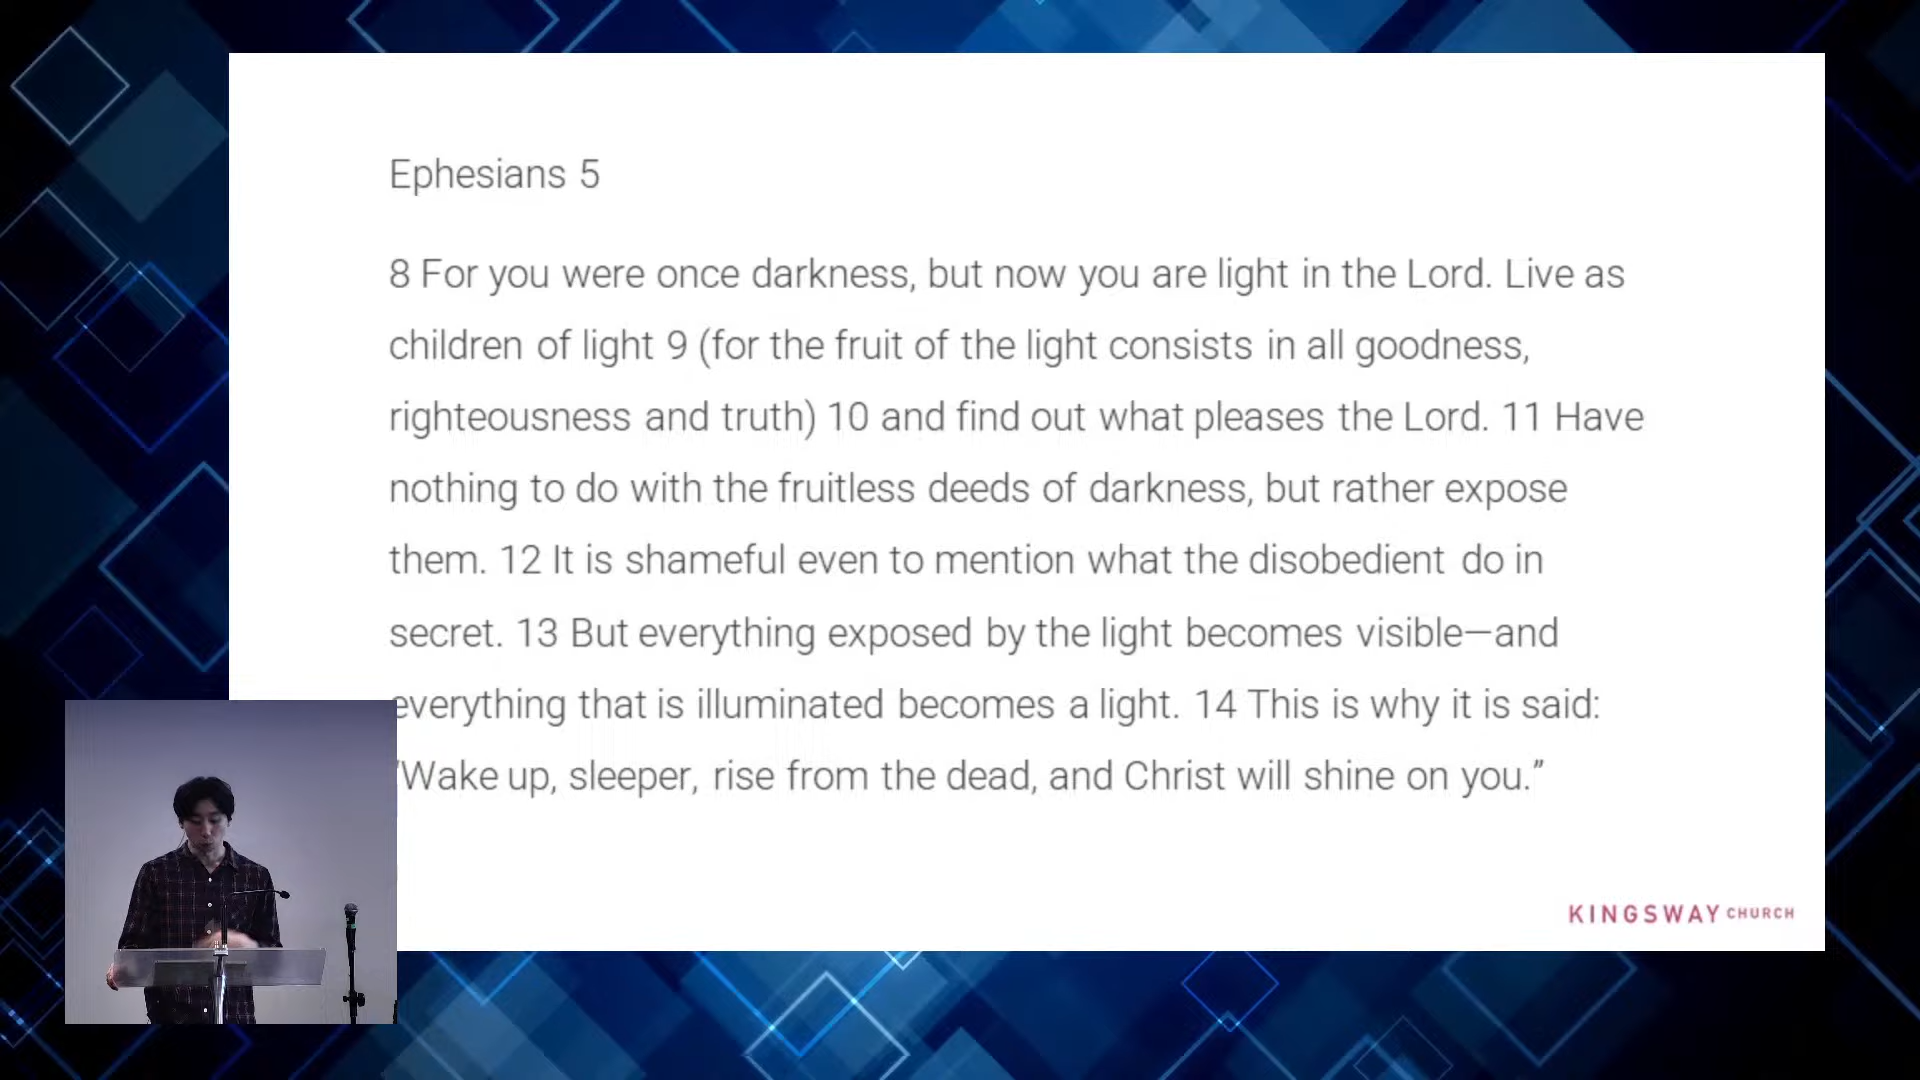 Ephesians 5
8 For you were once darkness, but now you are light in the Lord. Live as
children of light 9 (for the fruit of the light consists in all goodness,
righteousness and truth) 10 and find out what pleases the Lord. 11 Have
nothing to do with the fruitless deeds of darkness, but rather expose
them. 12 It is shameful even to mention what the disobedient do in
secret. 13 But everything exposed by the light becomes visible—and
everything that is illuminated becomes a light. 14 This is why it is said:
“Wake up, sleeper, rise from the dead, and Christ will shine on you.”
KINGSWAY CHURCH